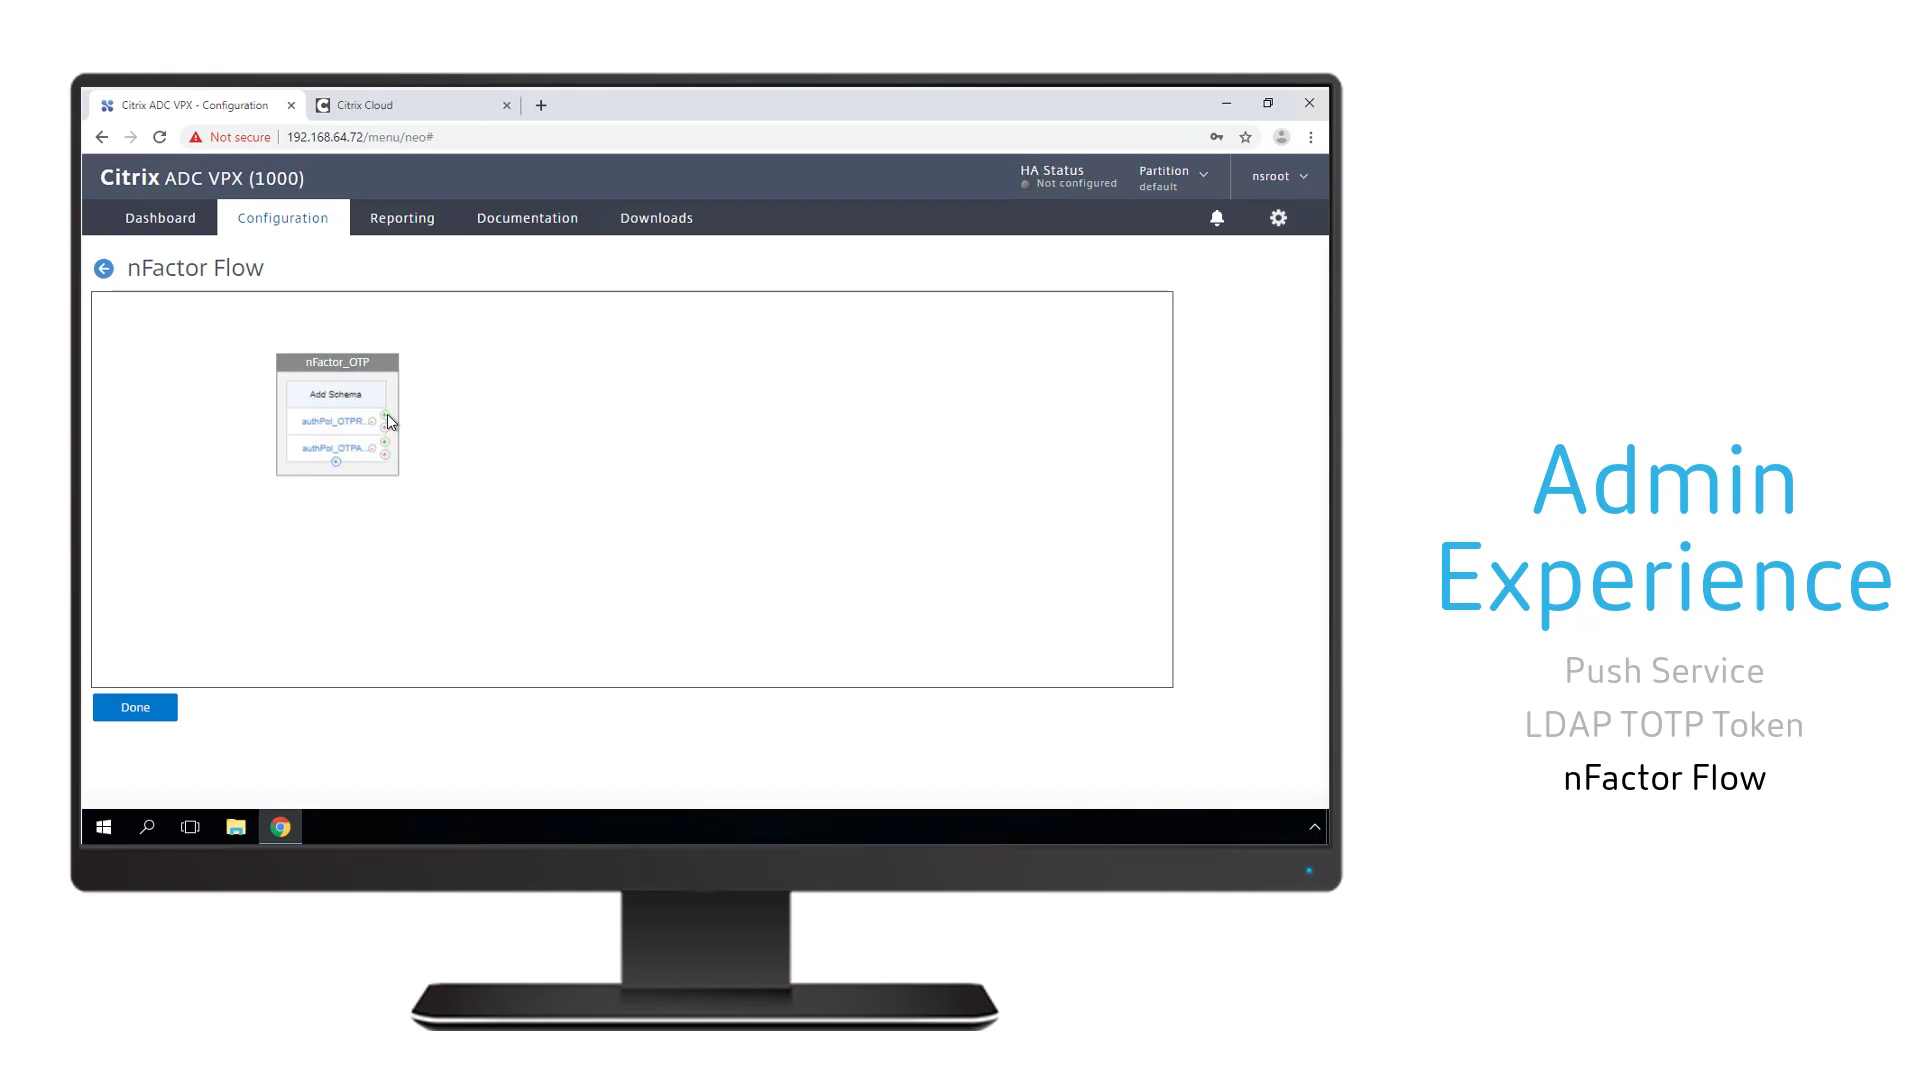 Citrix ADC VPX - Configuration
Citrix Cloud
Not secure
192.168.64.72/menu/neo#
Citrix ADC VPX (1000)
HA Status
Not configured
Partition
default
nsroot
Dashboard
Configuration
Reporting
Documentation
Downloads
nFactor Flow
nFactor_OTP
Add Schema
authPol_OTPR...
authPol_OTPA...
Done
Admin
Experience
Push Service
LDAP TOTP Token
nFactor Flow